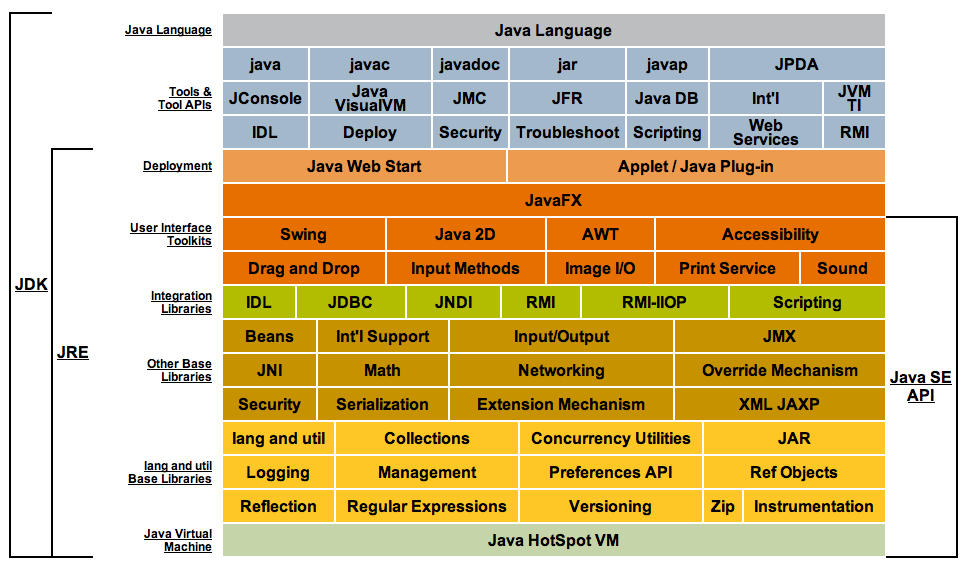 Java Language
Java Language
java
javac
javadoc
jar
javap
JPDA
Tools &
Tool APIs
JConsole
Java
VisualVM
JMC
JFR
Java DB
Int'l
JVM
TI
IDL
Deploy
Security
Troubleshoot
Scripting
Web
Services
RMI
Deployment
Java Web Start
Applet / Java Plug-in
JavaFX
User Interface
Toolkits
Swing
Java 2D
AWT
Accessibility
Drag and Drop
Input Methods
Image I/O
Print Service
Sound
JDK
Integration
Libraries
IDL
JDBC
JNDI
RMI
RMI-IIOP
Scripting
JRE
Beans
Int'l Support
Input/Output
JMX
Other Base
Libraries
JNI
Math
Networking
Override Mechanism
Java SE
API
Security
Serialization
Extension Mechanism
XML JAXP
lang and util
Collections
Concurrency Utilities
JAR
lang and util
Base Libraries
Logging
Management
Preferences API
Ref Objects
Reflection
Regular Expressions
Versioning
Zip
Instrumentation
Java Virtual
Machine
Java HotSpot VM